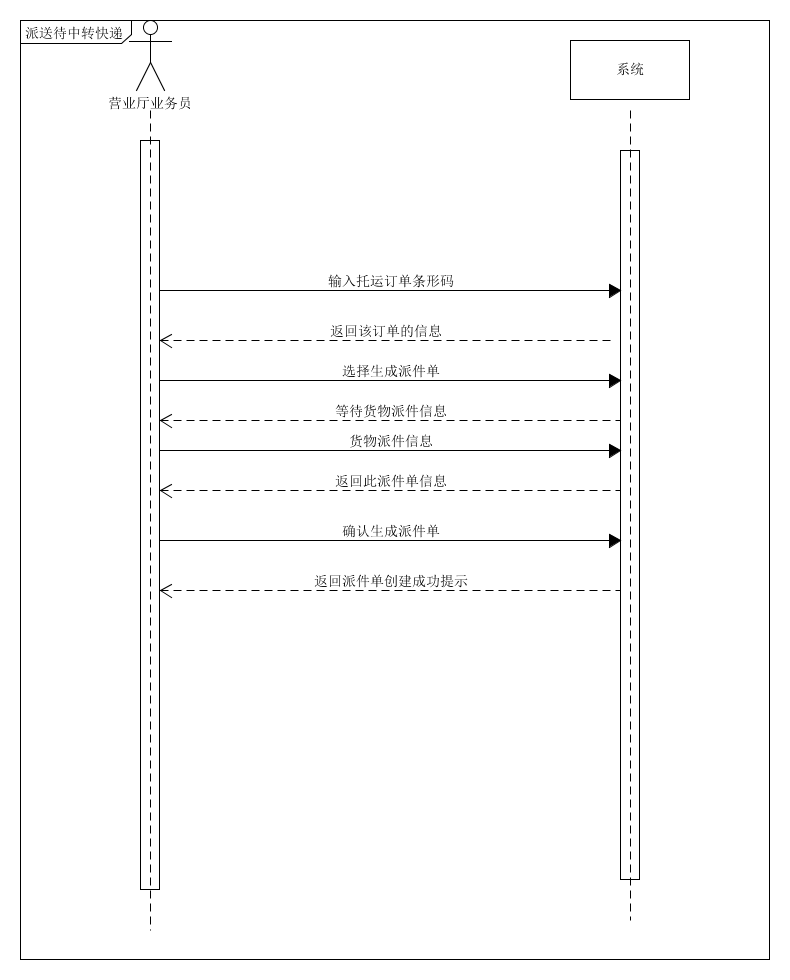 派送待中转快递
系统
营业厅业务员
输入托运订单条形码
返回该订单的信息
选择生成派件单
等待货物派件信息
货物派件信息
返回此派件单信息
确认生成派件单
返回派件单创建成功提示